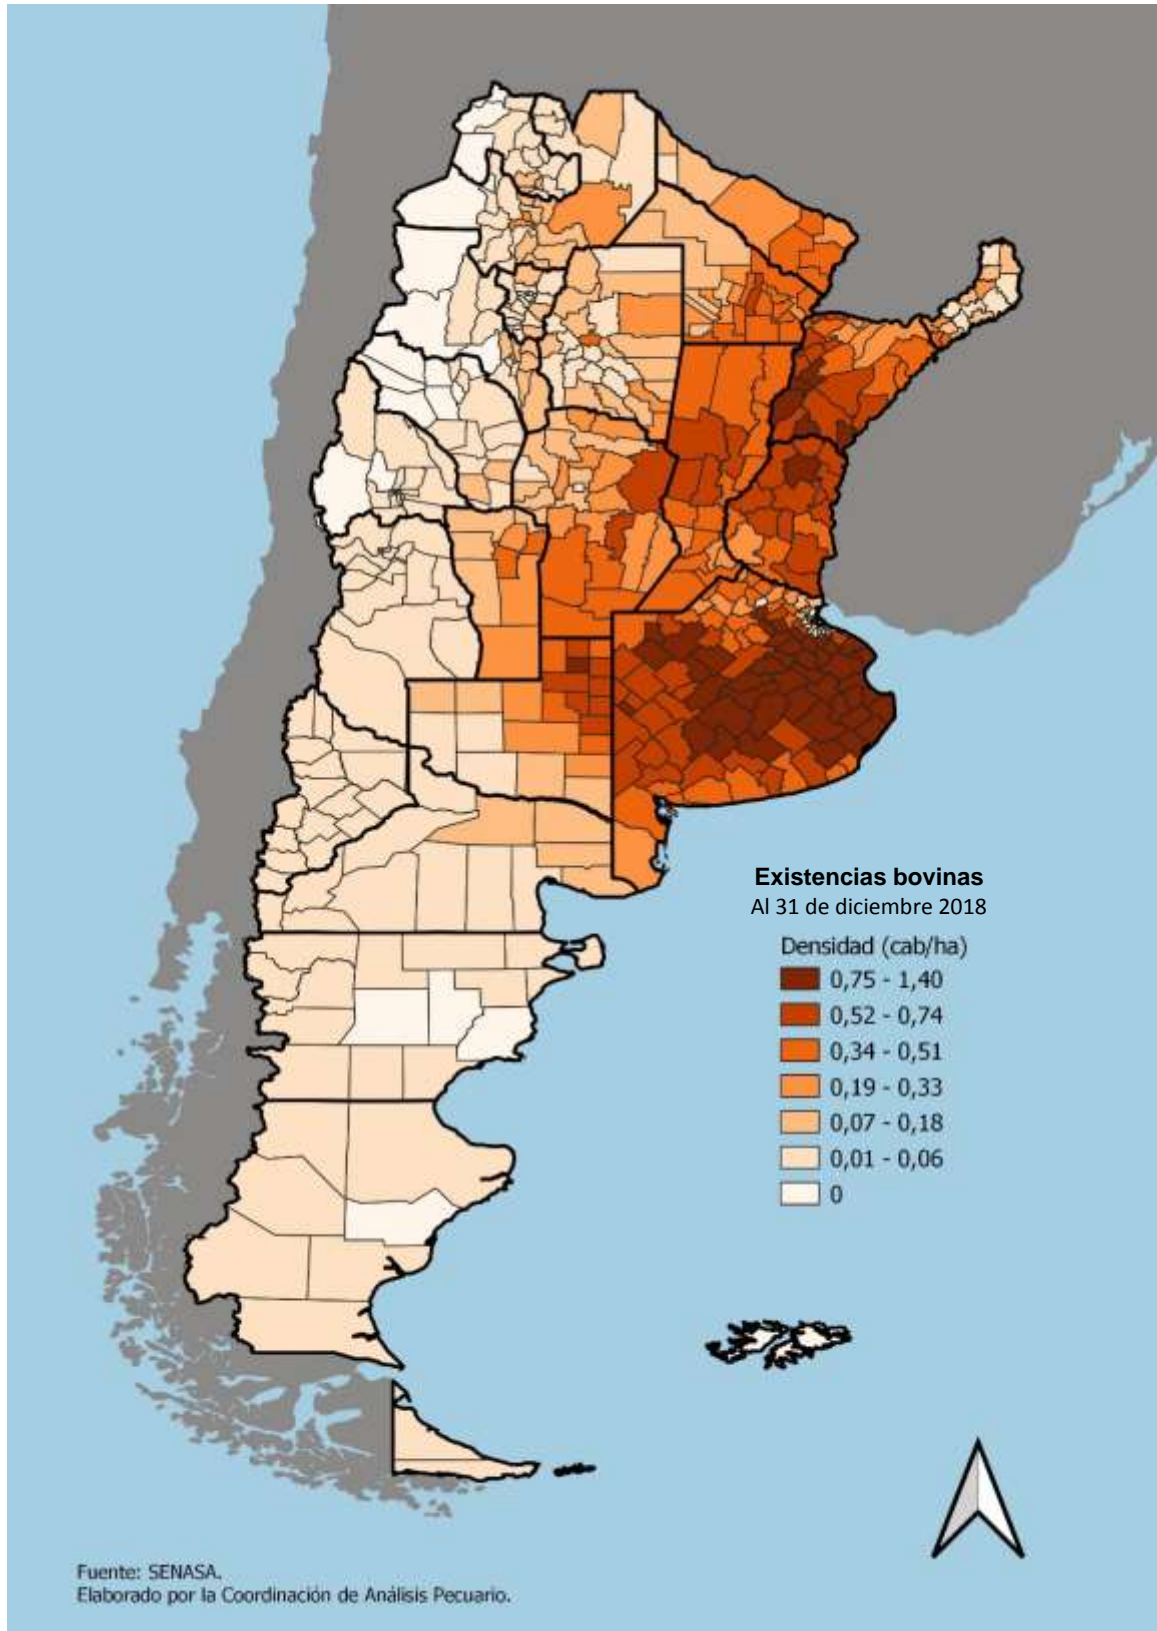 Existencias bovinas
Al 31 de diciembre 2018
Densidad (cab/ha)
0,75 - 1,40
0,52 - 0,74
0,34 - 0,51
0,19 - 0,33
0,07 - 0,18
0,01 - 0,06
0
Fuente: SENASA.
Elaborado por la Coordinación de Análisis Pecuario.